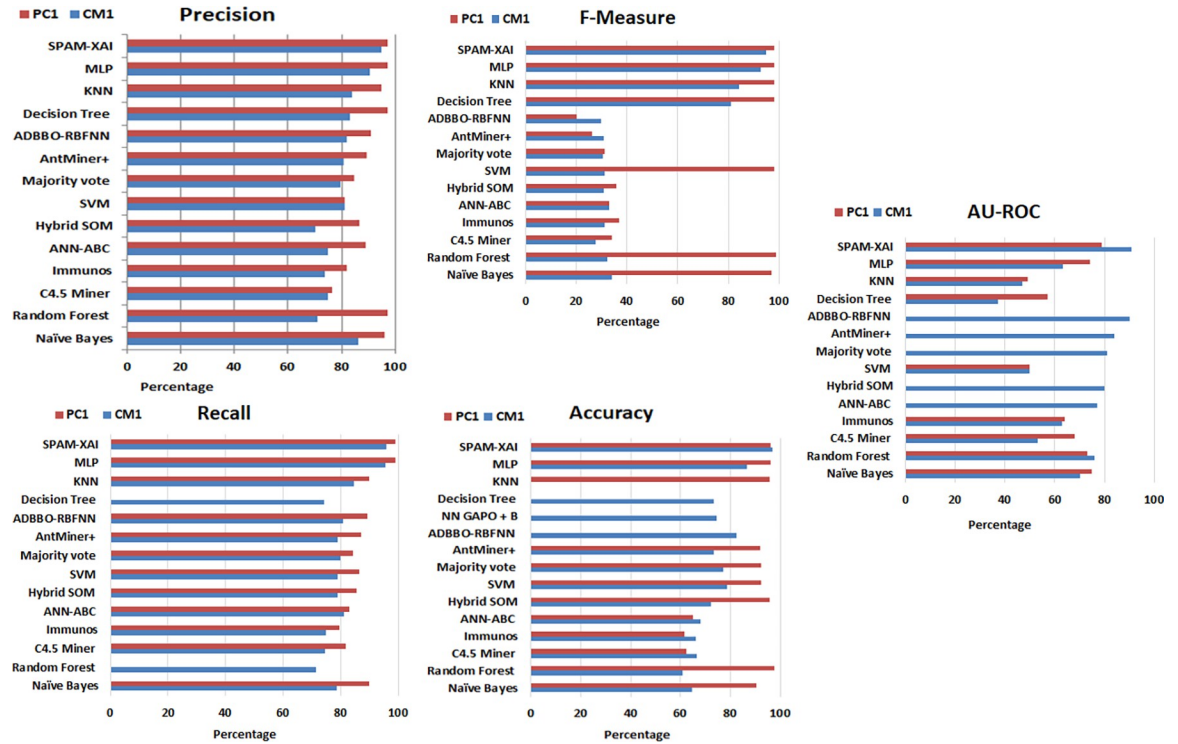 Precision
PC1 CM1
SPAM-XAI
MLP
KNN
Decision Tree
ADBBO-RBFNN
AntMiner+
Majority vote
SVM
Hybrid SOM
ANN-ABC
Immunos
C4.5 Miner
Random Forest
Naïve Bayes
0 20 40 60 80 100
Percentage
F-Measure
PC1 CM1
SPAM-XAI
MLP
KNN
Decision Tree
ADBBO-RBFNN
AntMiner+
Majority vote
SVM
Hybrid SOM
ANN-ABC
Immunos
C4.5 Miner
Random Forest
Naïve Bayes
0 20 40 60 80 100
Percentage
AU-ROC
PC1 CM1
SPAM-XAI
MLP
KNN
Decision Tree
ADBBO-RBFNN
AntMiner+
Majority vote
SVM
Hybrid SOM
ANN-ABC
Immunos
C4.5 Miner
Random Forest
Naïve Bayes
0 20 40 60 80 100
Percentage
Recall
PC1 CM1
SPAM-XAI
MLP
KNN
Decision Tree
ADBBO-RBFNN
AntMiner+
Majority vote
SVM
Hybrid SOM
ANN-ABC
Immunos
C4.5 Miner
Random Forest
Naïve Bayes
0 20 40 60 80 100
Percentage
Accuracy
PC1 CM1
SPAM-XAI
MLP
KNN
Decision Tree
NN GAPO + B
ADBBO-RBFNN
AntMiner+
Majority vote
SVM
Hybrid SOM
ANN-ABC
Immunos
C4.5 Miner
Random Forest
Naïve Bayes
0 20 40 60 80 100
Percentage